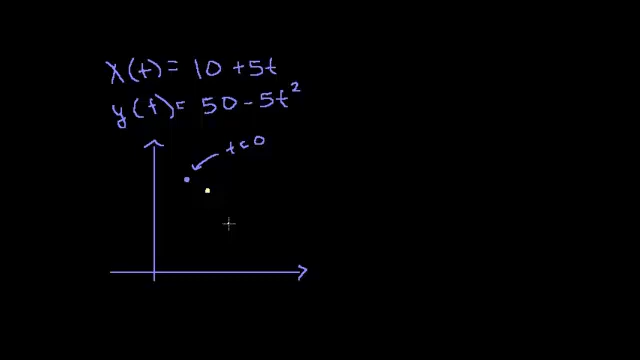 x(t) = 10 + 5t
y(t) = 50 - 5t²
t = 0